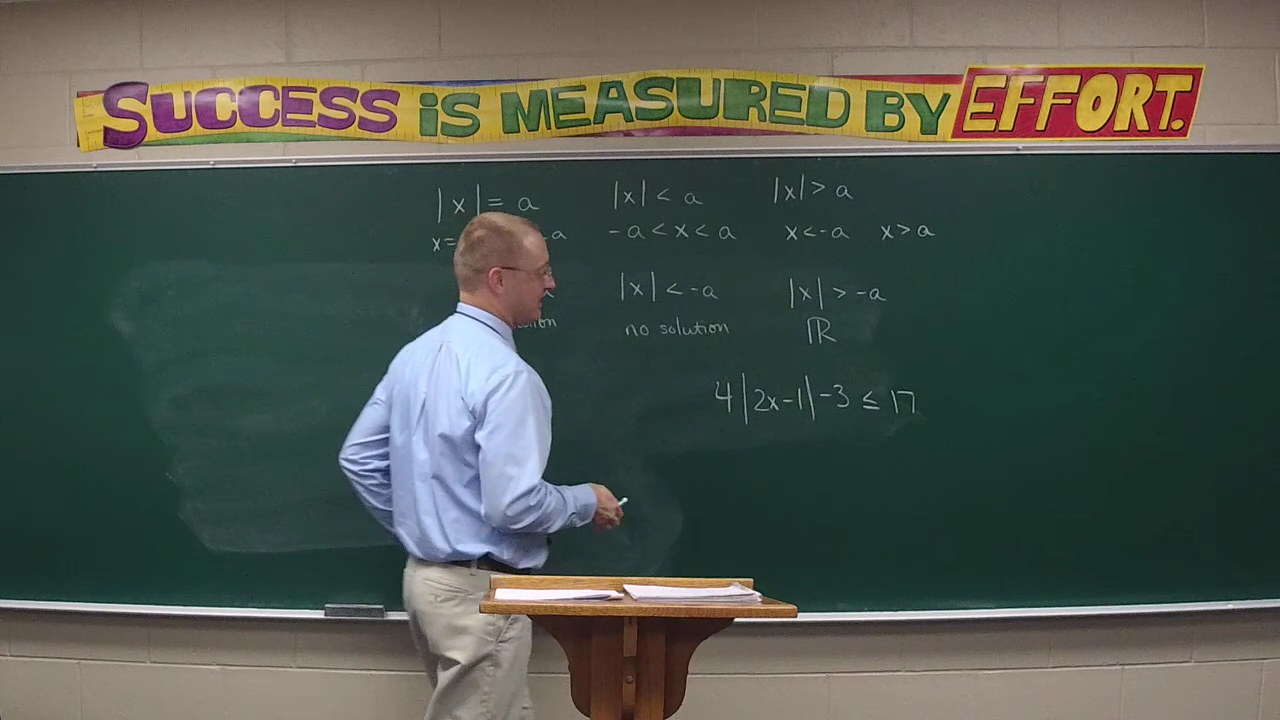 SUCCESS IS MEASURED BY EFFORT.
|x| = a |x| < a |x| > a
x= -a -a < x < a x < -a x > a
|x| < -a |x| > -a
no solution ℝ
4|2x-1| -3 ≤ 17